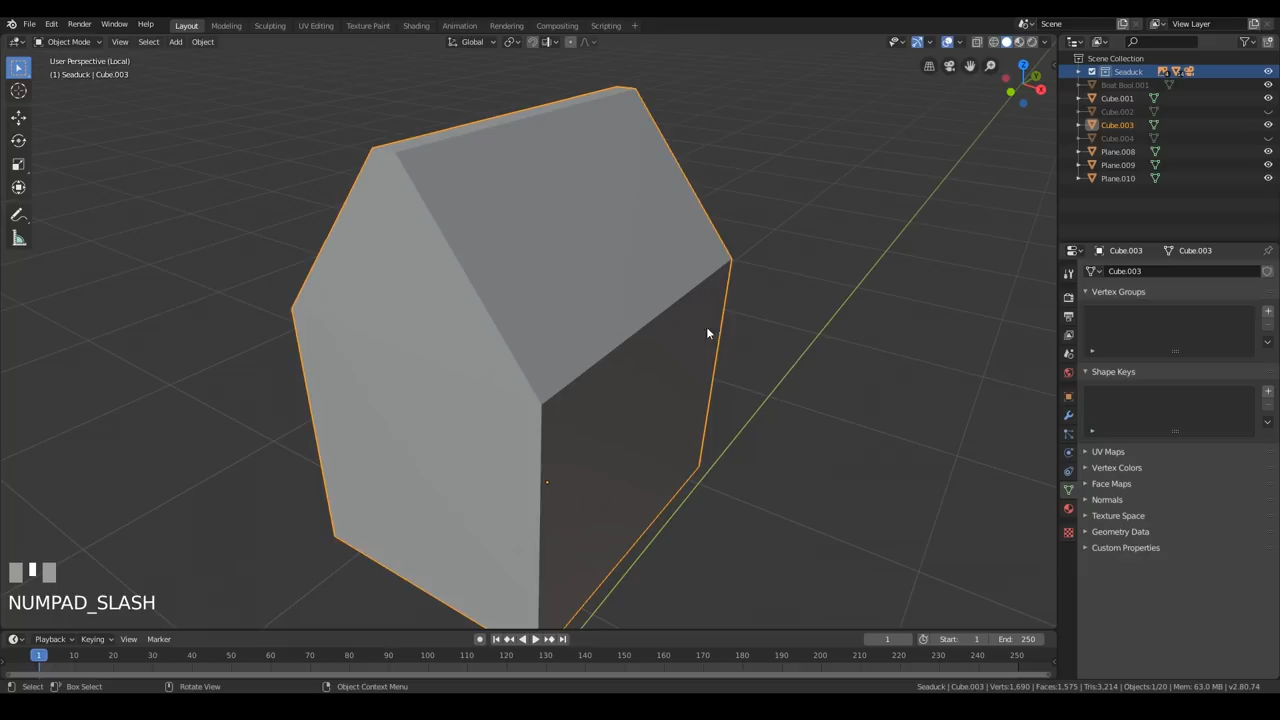 File Edit Render Window Help Layout Modeling Sculpting UV Editing Texture Paint Shading Animation Rendering Compositing Scripting + Scene View Layer
Object Mode View Select Add Object Global
User Perspective (Local)
(1) Seaduck | Cube.003
Z
Y
X
Scene Collection
Seaduck
Boat Bool.001
Cube.001
Cube.002
Cube.003
Cube.004
Plane.008
Plane.009
Plane.010
Cube.003 Cube.003
Cube.003
Vertex Groups
Shape Keys
UV Maps
Vertex Colors
Face Maps
Normals
Texture Space
Geometry Data
Custom Properties
NUMPAD_SLASH
Playback Keying View Marker 1 Start: 1 End: 250
1 10 20 30 40 50 60 70 80 90 100 110 120 130 140 150 160 170 180 190 200 210 220 230 240 250
Select Box Select Rotate View Object Context Menu Seaduck | Cube.003 | Verts:1,690 | Faces:1,575 | Tris:3,214 | Objects:1/20 | Mem: 63.0 MB | v2.80.74